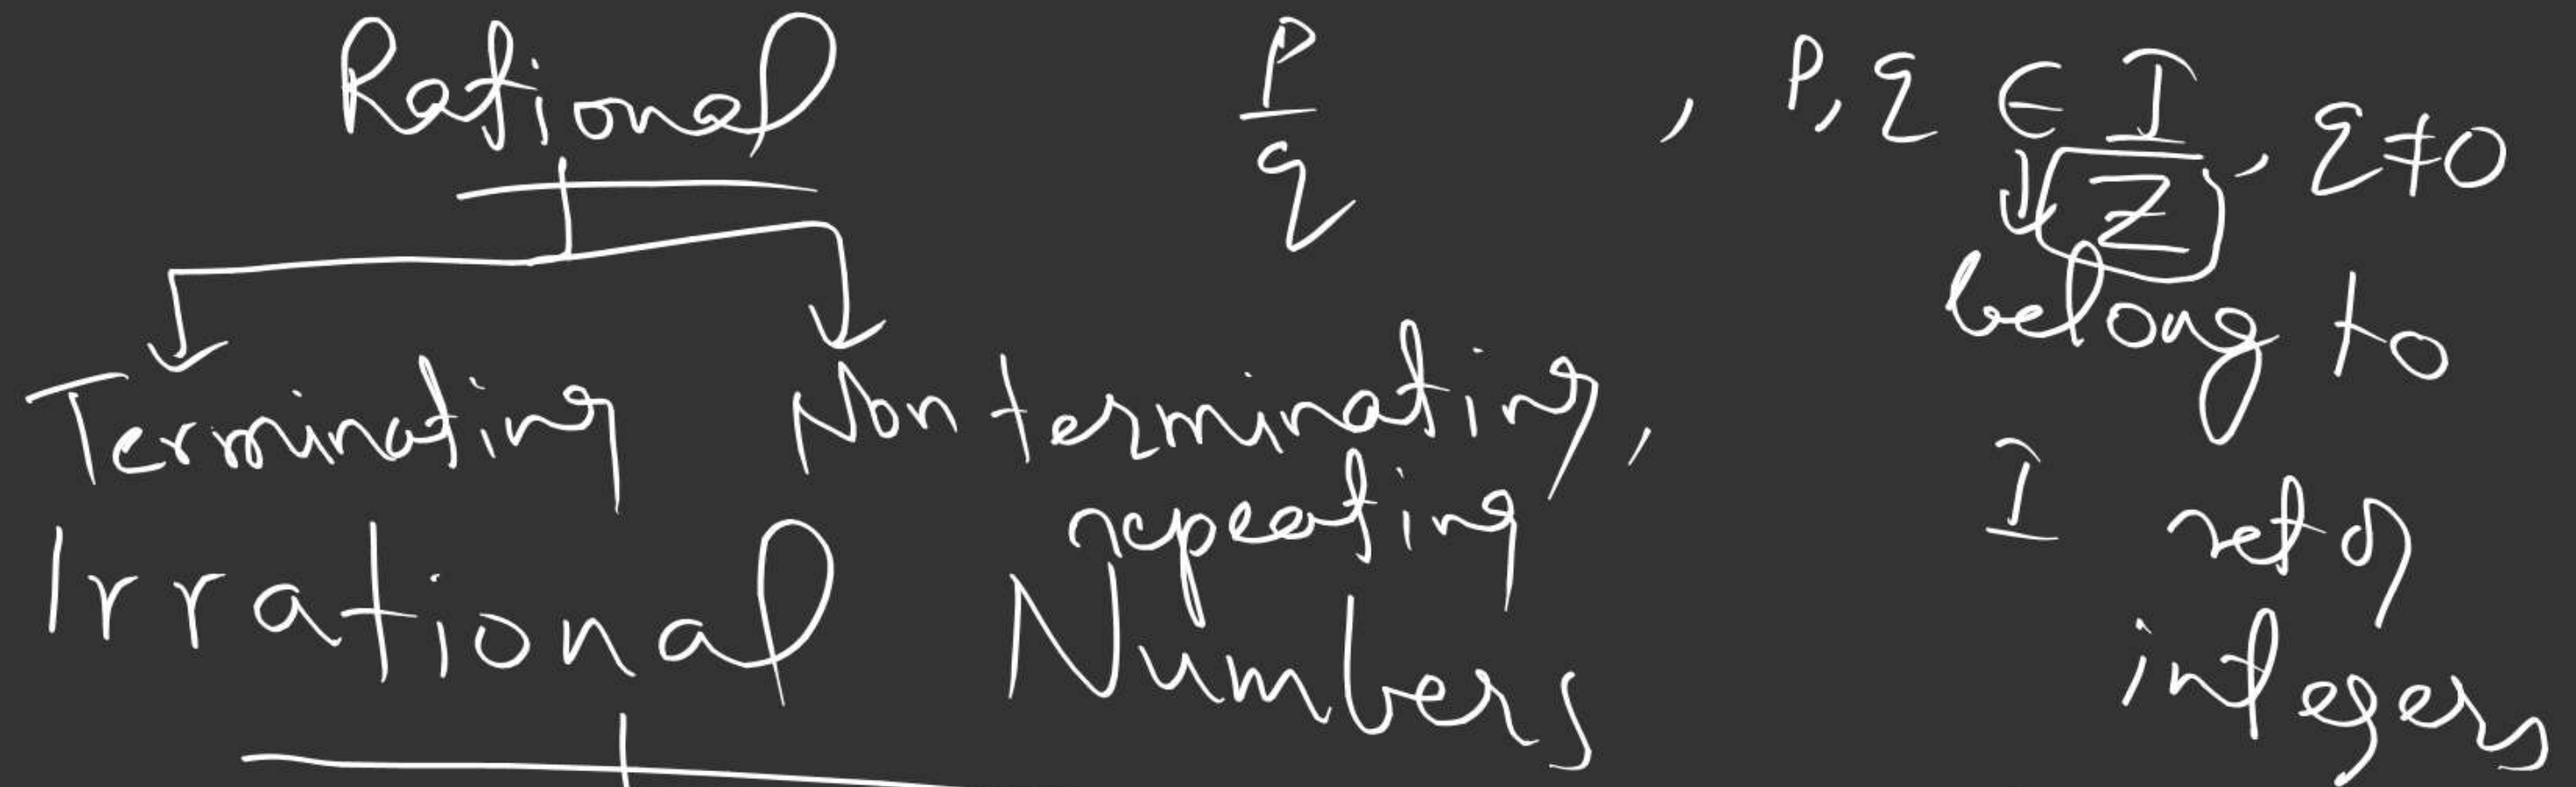 Rational p/q , p, q ∈ I, q ≠ 0
Z
belong to
Terminating Non terminating,
repeating
I set of
integers
Irrational Numbers